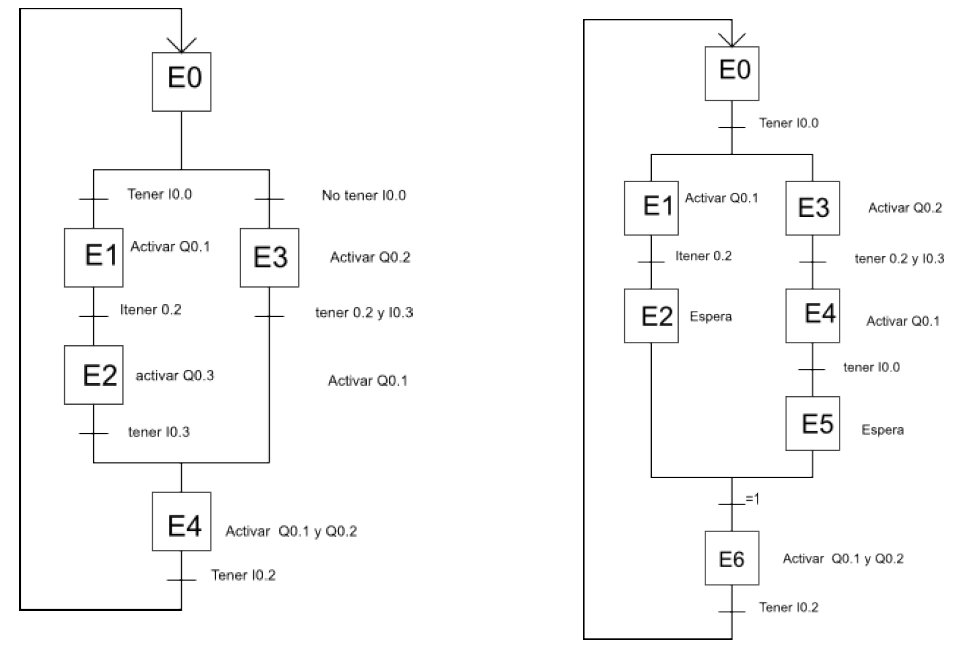 E0
Tener I0.0
No tener I0.0
E1
Activar Q0.1
E3
Activar Q0.2
Itener 0.2
tener 0.2 y I0.3
E2
activar Q0.3
Activar Q0.1
tener I0.3
E4
Activar Q0.1 y Q0.2
Tener I0.2
E0
Tener I0.0
E1
Activar Q0.1
E3
Activar Q0.2
Itener 0.2
tener 0.2 y I0.3
E2
Espera
E4
Activar Q0.1
tener I0.0
E5
Espera
=1
E6
Activar Q0.1 y Q0.2
Tener I0.2